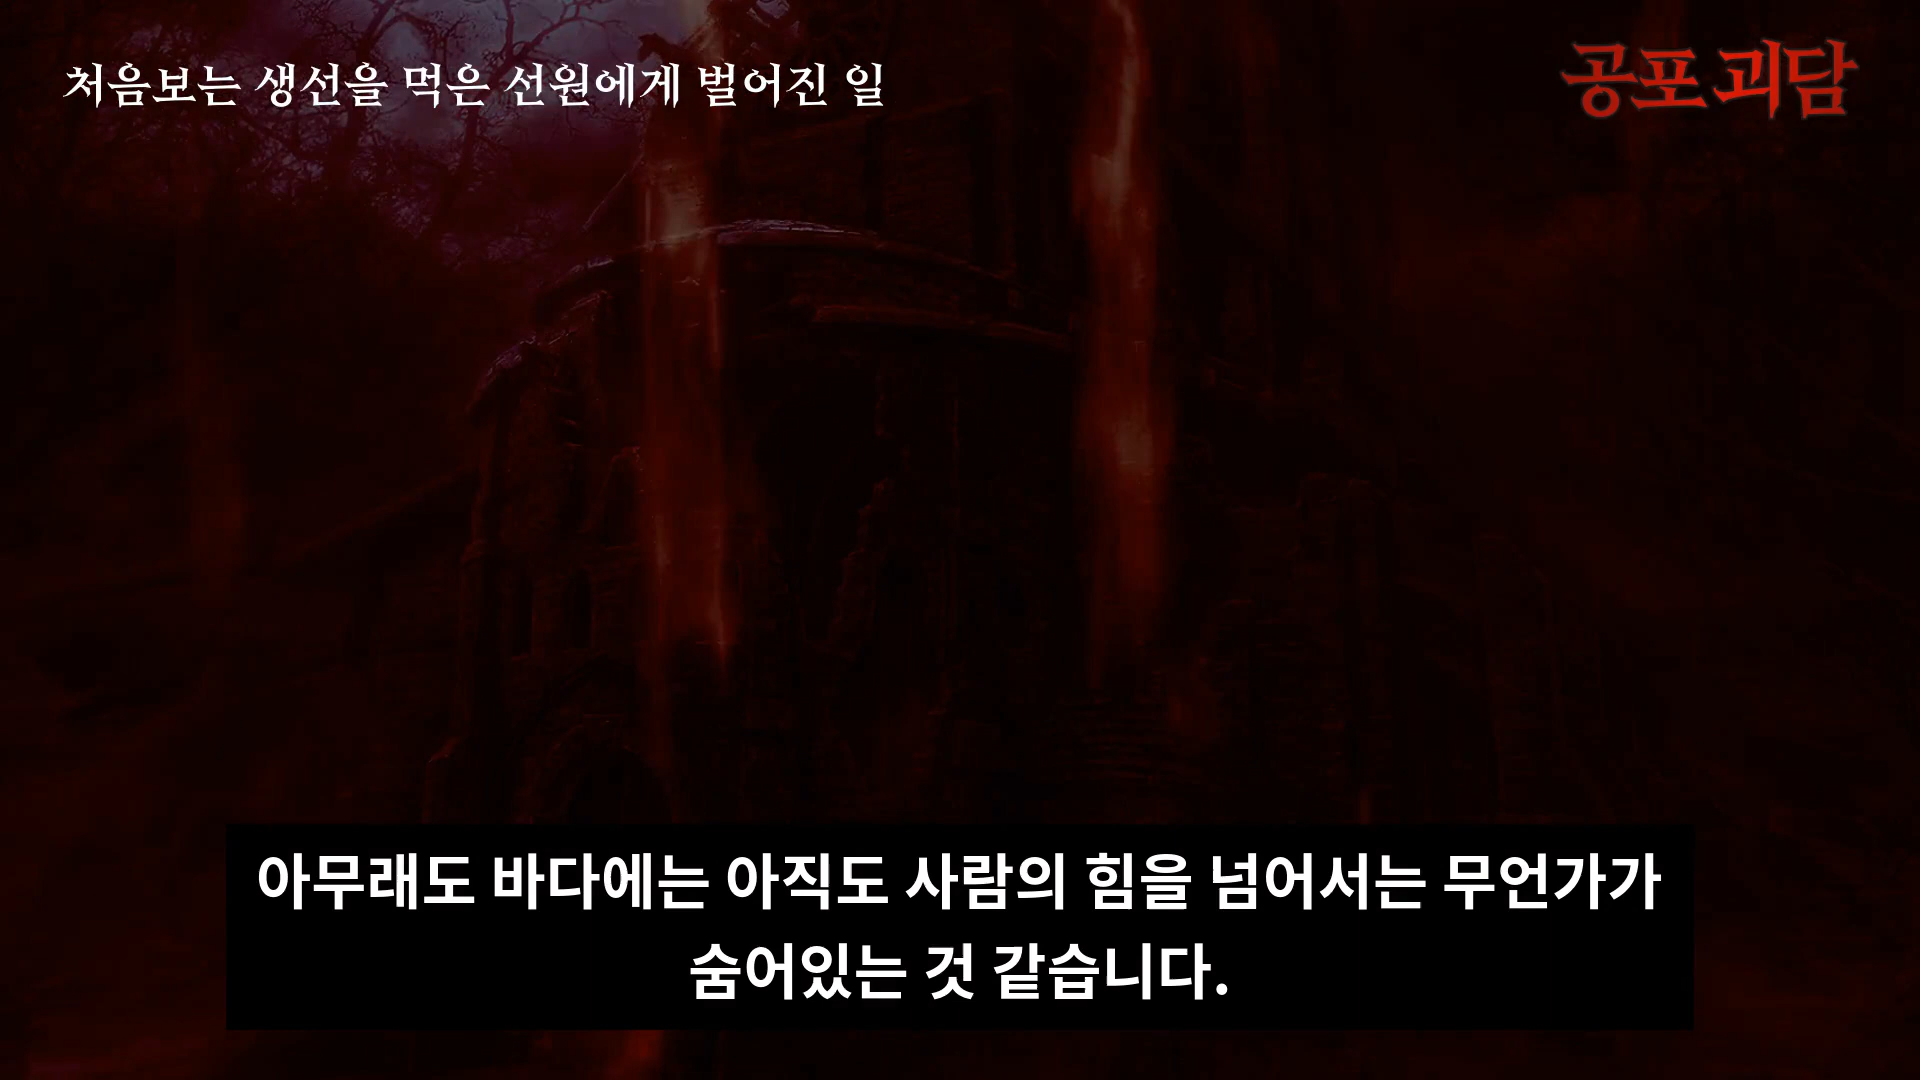 처음보는 생선을 먹은 선원에게 벌어진 일
공포괴담
아무래도 바다에는 아직도 사람의 힘을 넘어서는 무언가가
숨어있는 것 같습니다.